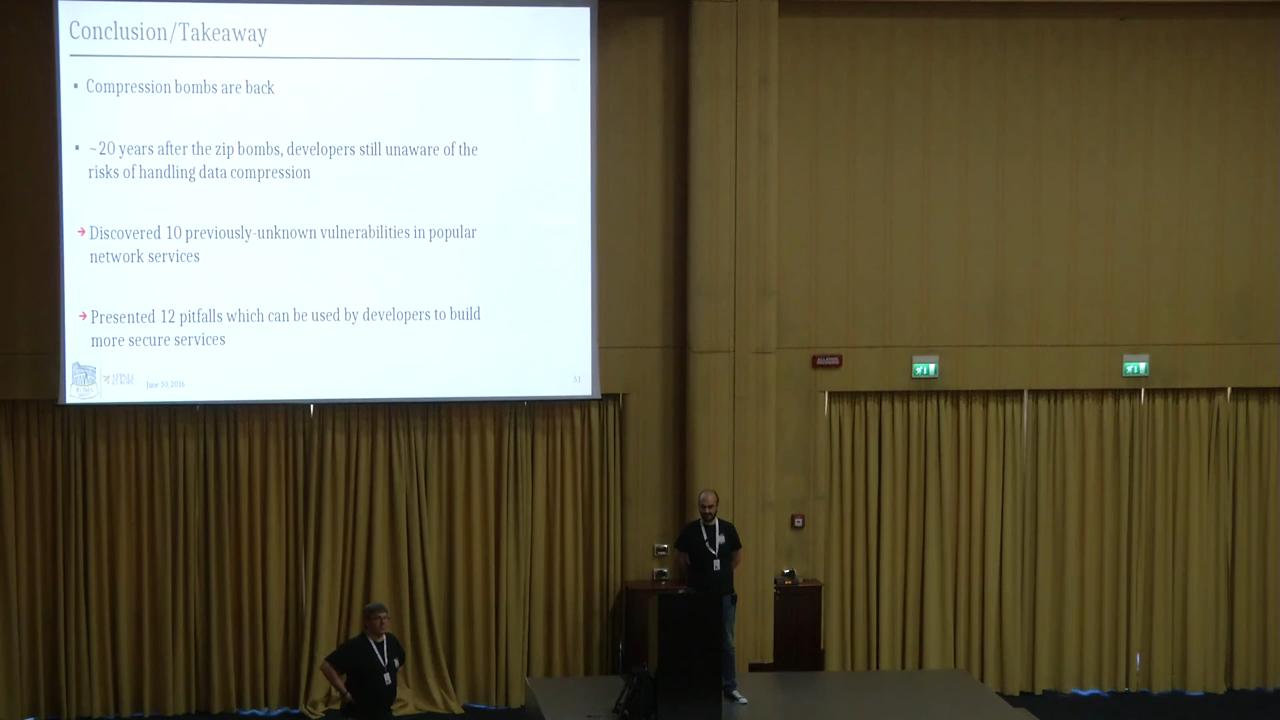 Conclusion/Takeaway
▪ Compression bombs are back
▪ ~20 years after the zip bombs, developers still unaware of the
risks of handling data compression
→ Discovered 10 previously-unknown vulnerabilities in popular
network services
→ Presented 12 pitfalls which can be used by developers to build
more secure services
June 30, 2016
51